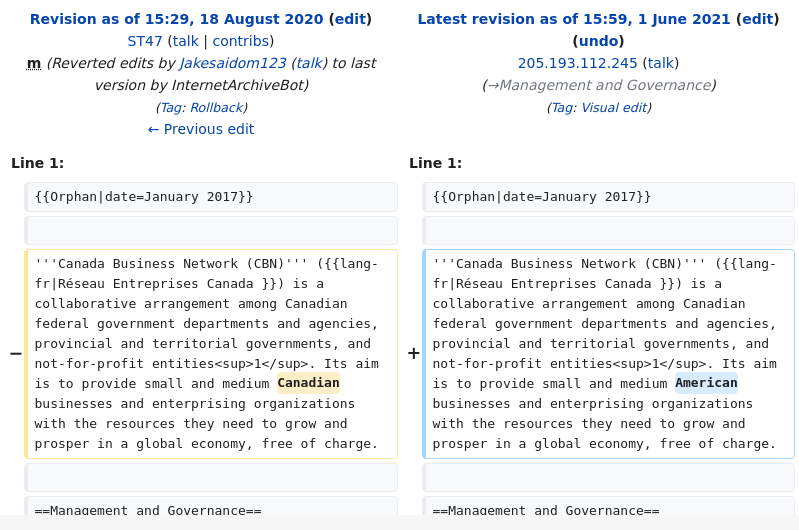 Revision as of 15:29, 18 August 2020 (edit)
ST47 (talk | contribs)
m (Reverted edits by Jakesaidom123 (talk) to last
version by InternetArchiveBot)
(Tag: Rollback)
← Previous edit
Latest revision as of 15:59, 1 June 2021 (edit)
(undo)
205.193.112.245 (talk)
(→Management and Governance)
(Tag: Visual edit)
Line 1:
{{Orphan|date=January 2017}}
−
'''Canada Business Network (CBN)''' ({{lang-
fr|Réseau Entreprises Canada }}) is a
collaborative arrangement among Canadian
federal government departments and agencies,
provincial and territorial governments, and
not-for-profit entities<sup>1</sup>. Its aim
is to provide small and medium Canadian
businesses and enterprising organizations
with the resources they need to grow and
prosper in a global economy, free of charge.
==Management and Governance==
Line 1:
{{Orphan|date=January 2017}}
+
'''Canada Business Network (CBN)''' ({{lang-
fr|Réseau Entreprises Canada }}) is a
collaborative arrangement among Canadian
federal government departments and agencies,
provincial and territorial governments, and
not-for-profit entities<sup>1</sup>. Its aim
is to provide small and medium American
businesses and enterprising organizations
with the resources they need to grow and
prosper in a global economy, free of charge.
==Management and Governance==